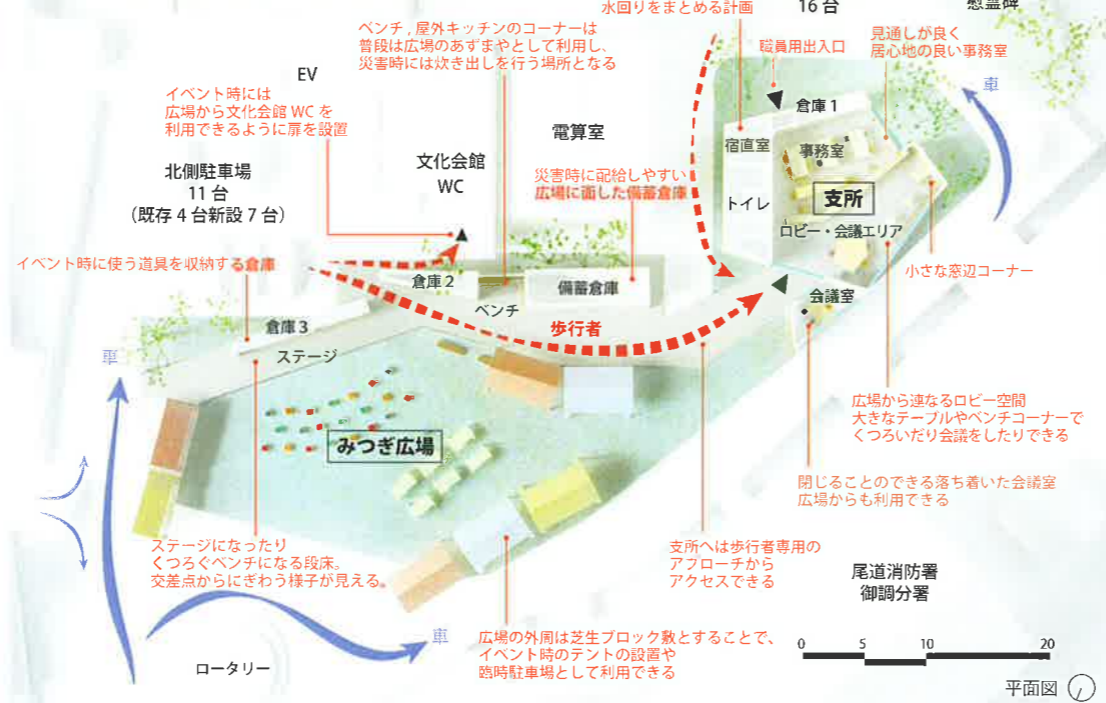 水回りをまとめる計画
16 台
慰霊碑
ベンチ , 屋外キッチンのコーナーは
普段は広場のあずまやとして利用し、
災害時には炊き出しを行う場所となる
職員用出入口
見通しが良く
居心地の良い事務室
車
EV
イベント時には
広場から文化会館 WC を
利用できるように扉を設置
電算室
倉庫 1
宿直室
事務室
北側駐車場
11 台
（既存 4 台新設 7 台）
文化会館
WC
災害時に配給しやすい
広場に面した備蓄倉庫
トイレ
支所
ロビー・会議エリア
小さな窓辺コーナー
イベント時に使う道具を収納する倉庫
倉庫 2
備蓄倉庫
ベンチ
会議室
歩行者
倉庫 3
ステージ
車
みつぎ広場
広場から連なるロビー空間
大きなテーブルやベンチコーナーで
くつろいだり会議をしたりできる
閉じることのできる落ち着いた会議室
広場からも利用できる
ステージになったり
くつろぐベンチになる段床。
交差点からにぎわう様子が見える。
支所へは歩行者専用の
アプローチから
アクセスできる
尾道消防署
御調分署
車
広場の外周は芝生ブロック敷とすることで、
イベント時のテントの設置や
臨時駐車場として利用できる
ロータリー
0 5 10 20
平面図